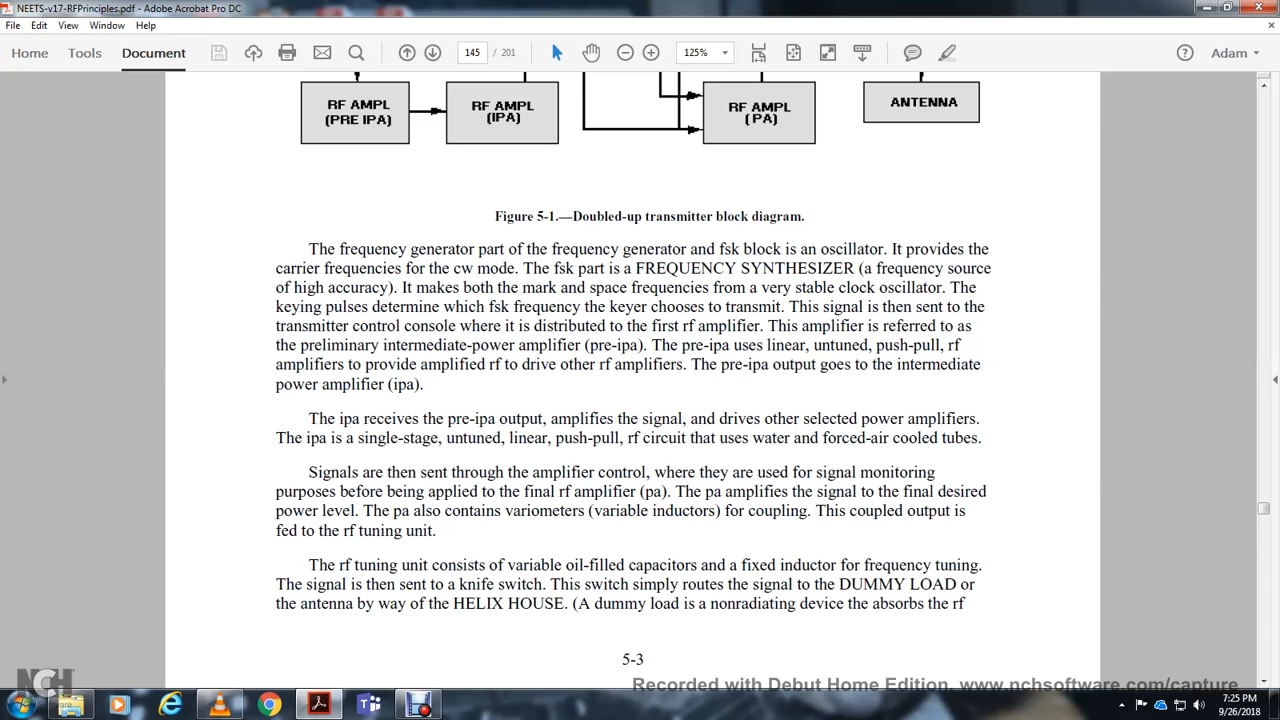 NEETS-v17-RFPrinciples.pdf - Adobe Acrobat Pro DC
File Edit View Window Help
Home Tools Document 145 / 201 125% Adam
RF AMPL
(PRE IPA)
RF AMPL
(IPA)
RF AMPL
(PA)
ANTENNA
Figure 5-1.—Doubled-up transmitter block diagram.
The frequency generator part of the frequency generator and fsk block is an oscillator. It provides the
carrier frequencies for the cw mode. The fsk part is a FREQUENCY SYNTHESIZER (a frequency source
of high accuracy). It makes both the mark and space frequencies from a very stable clock oscillator. The
keying pulses determine which fsk frequency the keyer chooses to transmit. This signal is then sent to the
transmitter control console where it is distributed to the first rf amplifier. This amplifier is referred to as
the preliminary intermediate-power amplifier (pre-ipa). The pre-ipa uses linear, untuned, push-pull, rf
amplifiers to provide amplified rf to drive other rf amplifiers. The pre-ipa output goes to the intermediate
power amplifier (ipa).
The ipa receives the pre-ipa output, amplifies the signal, and drives other selected power amplifiers.
The ipa is a single-stage, untuned, linear, push-pull, rf circuit that uses water and forced-air cooled tubes.
Signals are then sent through the amplifier control, where they are used for signal monitoring
purposes before being applied to the final rf amplifier (pa). The pa amplifies the signal to the final desired
power level. The pa also contains variometers (variable inductors) for coupling. This coupled output is
fed to the rf tuning unit.
The rf tuning unit consists of variable oil-filled capacitors and a fixed inductor for frequency tuning.
The signal is then sent to a knife switch. This switch simply routes the signal to the DUMMY LOAD or
the antenna by way of the HELIX HOUSE. (A dummy load is a nonradiating device the absorbs the rf
5-3
NCH
Recorded with Debut Home Edition. www.nchsoftware.com/capture
7:25 PM
9/26/2018